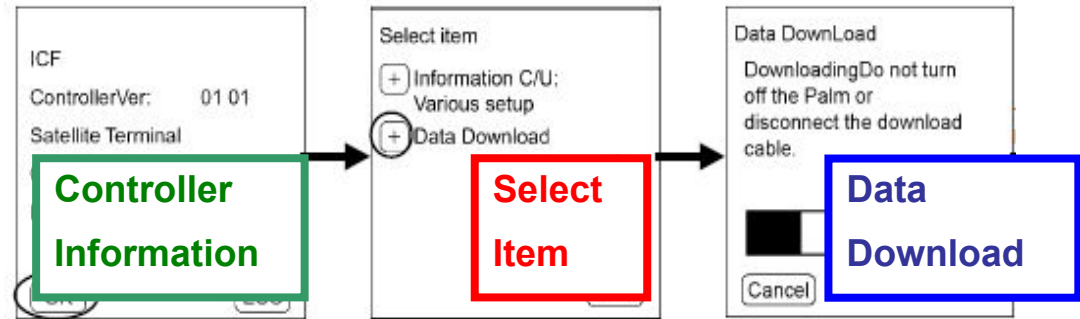 ICF
ControllerVer: 01 01
Satellite Terminal
Controller
Information
Select item
+ Information C/U:
Various setup
+ Data Download
Select
Item
Data DownLoad
DownloadingDo not turn
off the Palm or
disconnect the download
cable.
Data
Download
Cancel